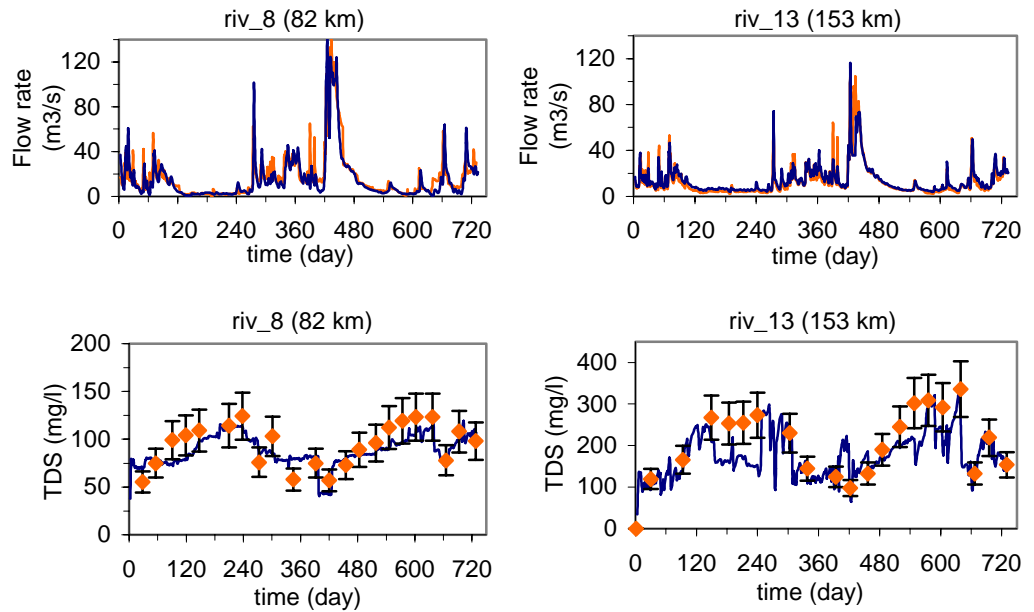 riv_8 (82 km)
Flow rate
(m3/s)
120
80
40
0
0 120 240 360 480 600 720
time (day)
riv_13 (153 km)
Flow rate
(m3/s)
120
80
40
0
0 120 240 360 480 600 720
time (day)
riv_8 (82 km)
TDS (mg/l)
200
150
100
50
0
0 120 240 360 480 600 720
time (day)
riv_13 (153 km)
TDS (mg/l)
400
300
200
100
0
0 120 240 360 480 600 720
time (day)